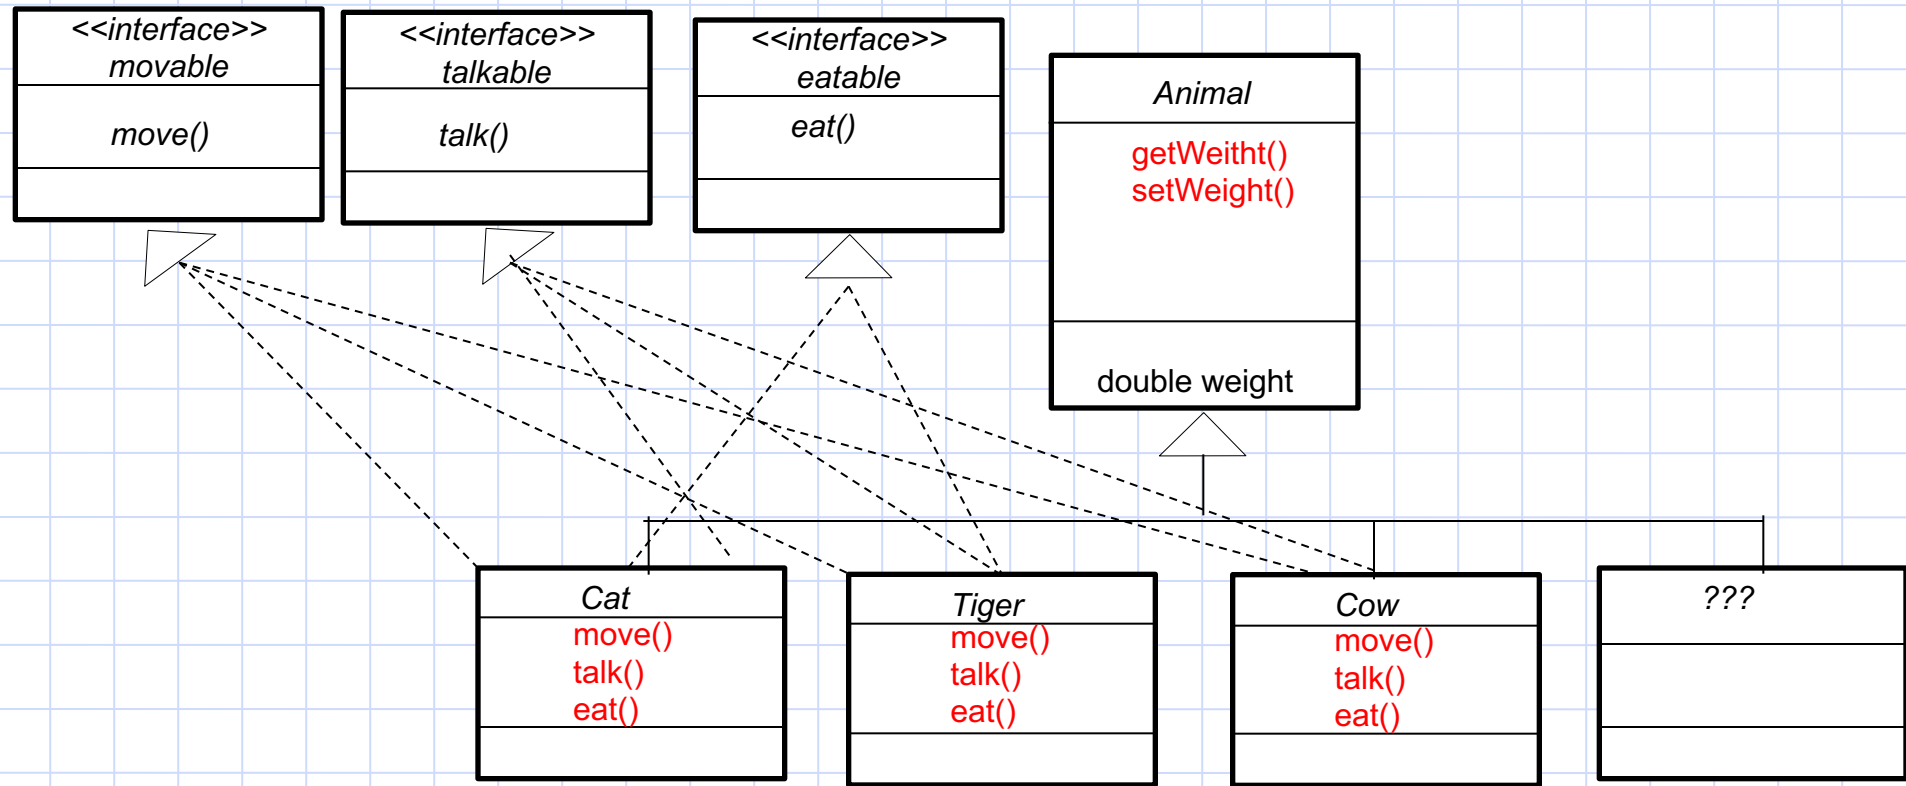 <<interface>>
movable
move()
<<interface>>
talkable
talk()
<<interface>>
eatable
eat()
Animal
getWeitht()
setWeight()
double weight
Cat
move()
talk()
eat()
Tiger
move()
talk()
eat()
Cow
move()
talk()
eat()
???